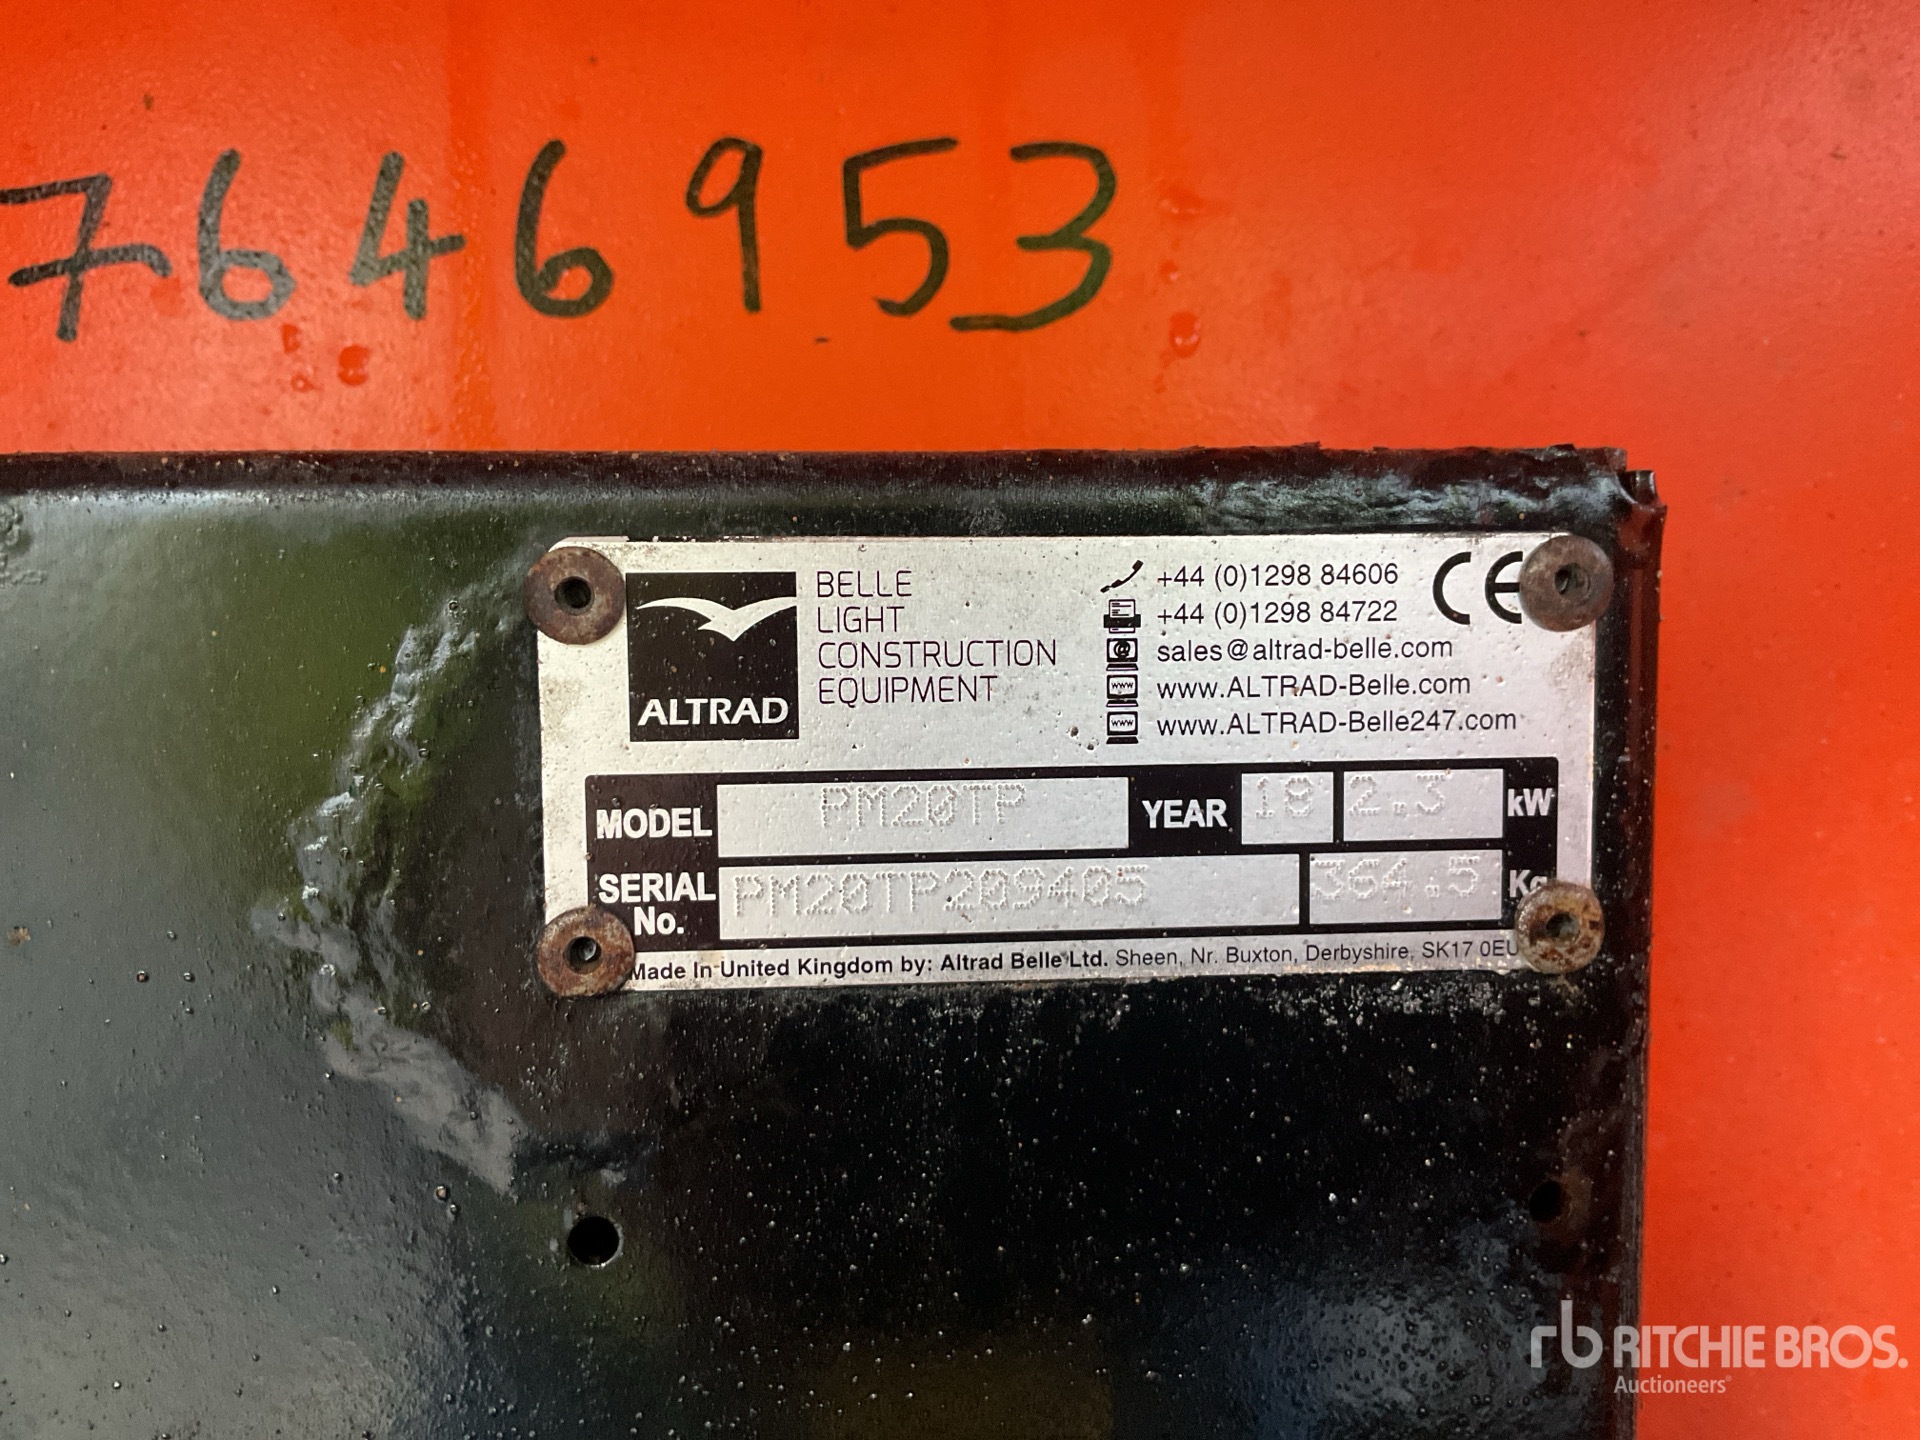 7646953
ALTRAD
BELLE
LIGHT
CONSTRUCTION
EQUIPMENT
+44 (0)1298 84606
+44 (0)1298 84722
sales@altrad-belle.com
www.ALTRAD-Belle.com
www.ALTRAD-Belle247.com
CE
MODEL PM20TP YEAR 18 2.3 kW
SERIAL No. PM20TP209405 364.5 Kg
Made In United Kingdom by: Altrad Belle Ltd. Sheen, Nr. Buxton, Derbyshire, SK17 0EU
rb RITCHIE BROS.
Auctioneers